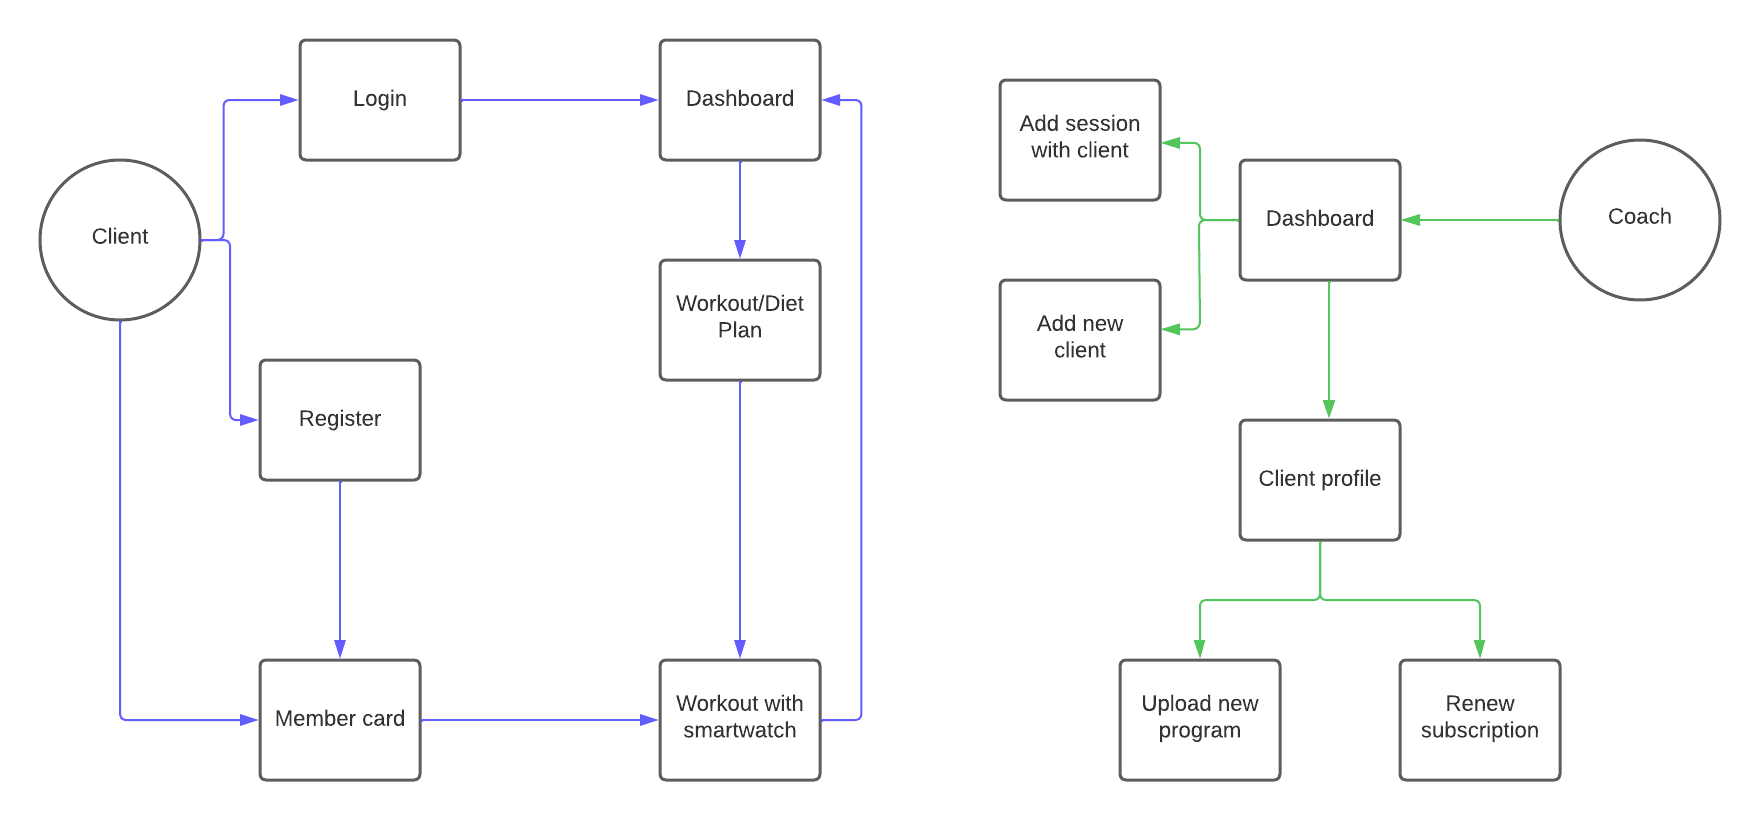 Login
Dashboard
Client
Workout/Diet
Plan
Register
Member card
Workout with
smartwatch
Add session
with client
Dashboard
Coach
Add new
client
Client profile
Upload new
program
Renew
subscription